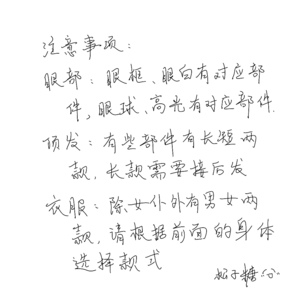 注意事项：
眼部：眼框、眼白有对应部
件，眼球、高光有对应部件.
顶发：有些部件有长短两
款，长款需要接后发
衣服：除女仆外有男女两
款，请根据前面的身体
选择款式
松子糖